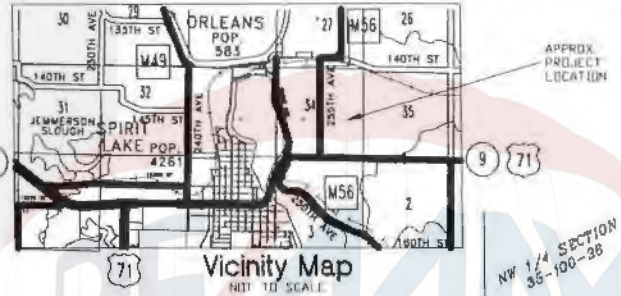 30
29
135TH ST
230TH AVE
ORLEANS
POP.
583
M49
27
M56
26
140TH ST
140TH ST
APPROX.
PROJECT
LOCATION
31
JEMMERSON
SLOUGH
32
145TH ST
240TH AVE
34
255TH AVE
35
SPIRIT
LAKE POP.
4261
9
71
M56
250TH AVE
2
3
160TH ST
71
Vicinity Map
NOT TO SCALE
NW 1/4 SECTION
35-100-36